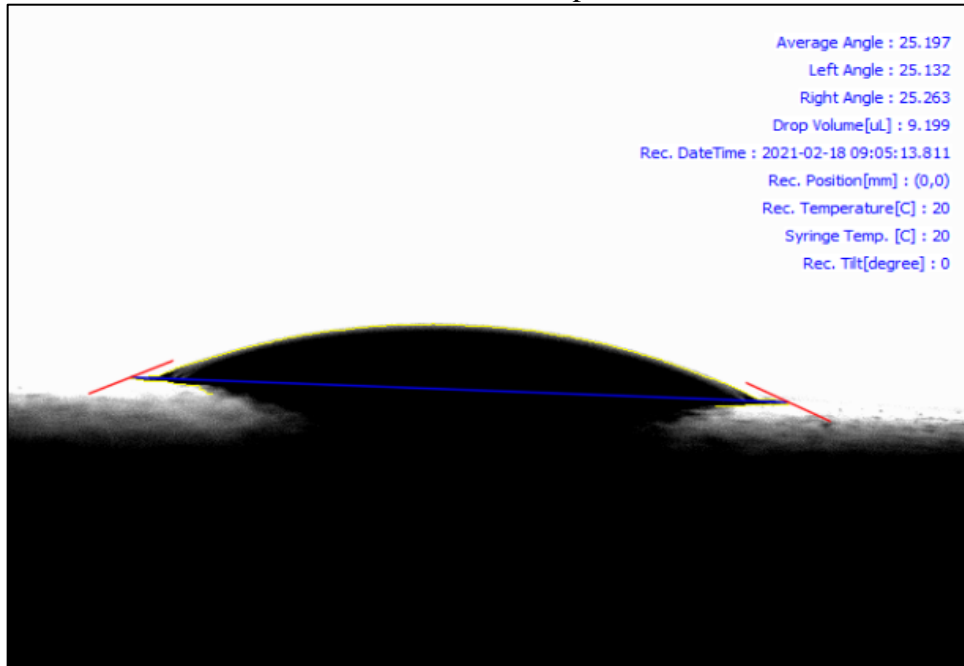 Average Angle : 25.197
Left Angle : 25.132
Right Angle : 25.263
Drop Volume[uL] : 9.199
Rec. DateTime : 2021-02-18 09:05:13.811
Rec. Position[mm] : (0,0)
Rec. Temperature[C] : 20
Syringe Temp. [C] : 20
Rec. Tilt[degree] : 0